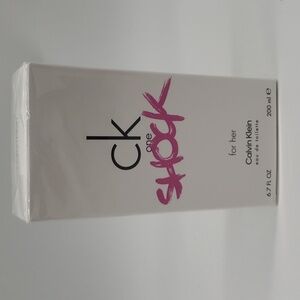 ck
one
SHOCK
for her
Calvin Klein
eau de toilette
6.7 FL OZ 200 ml e